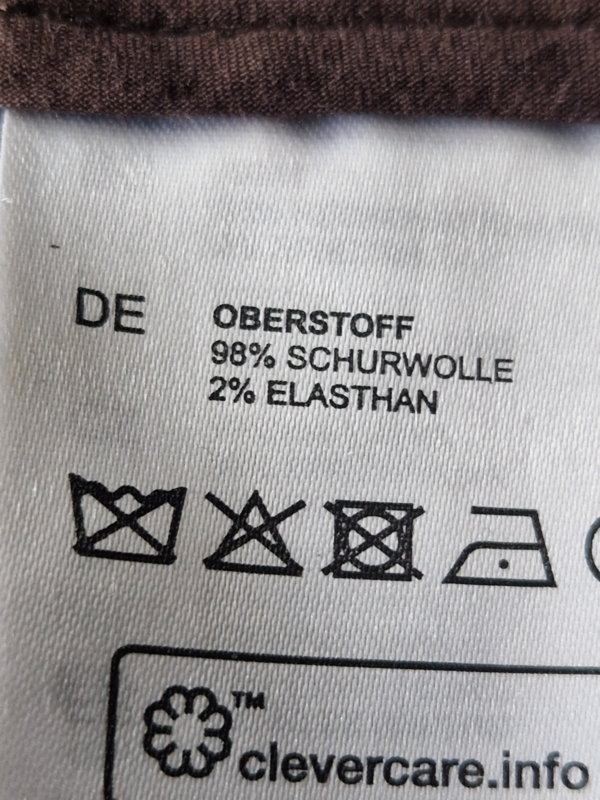 DE OBERSTOFF
98% SCHURWOLLE
2% ELASTHAN
TM
clevercare.info